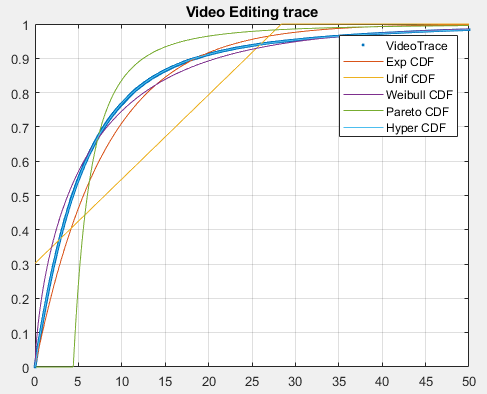 Video Editing trace
1
0.9
0.8
0.7
0.6
0.5
0.4
0.3
0.2
0.1
0
VideoTrace
Exp CDF
Unif CDF
Weibull CDF
Pareto CDF
Hyper CDF
0 5 10 15 20 25 30 35 40 45 50